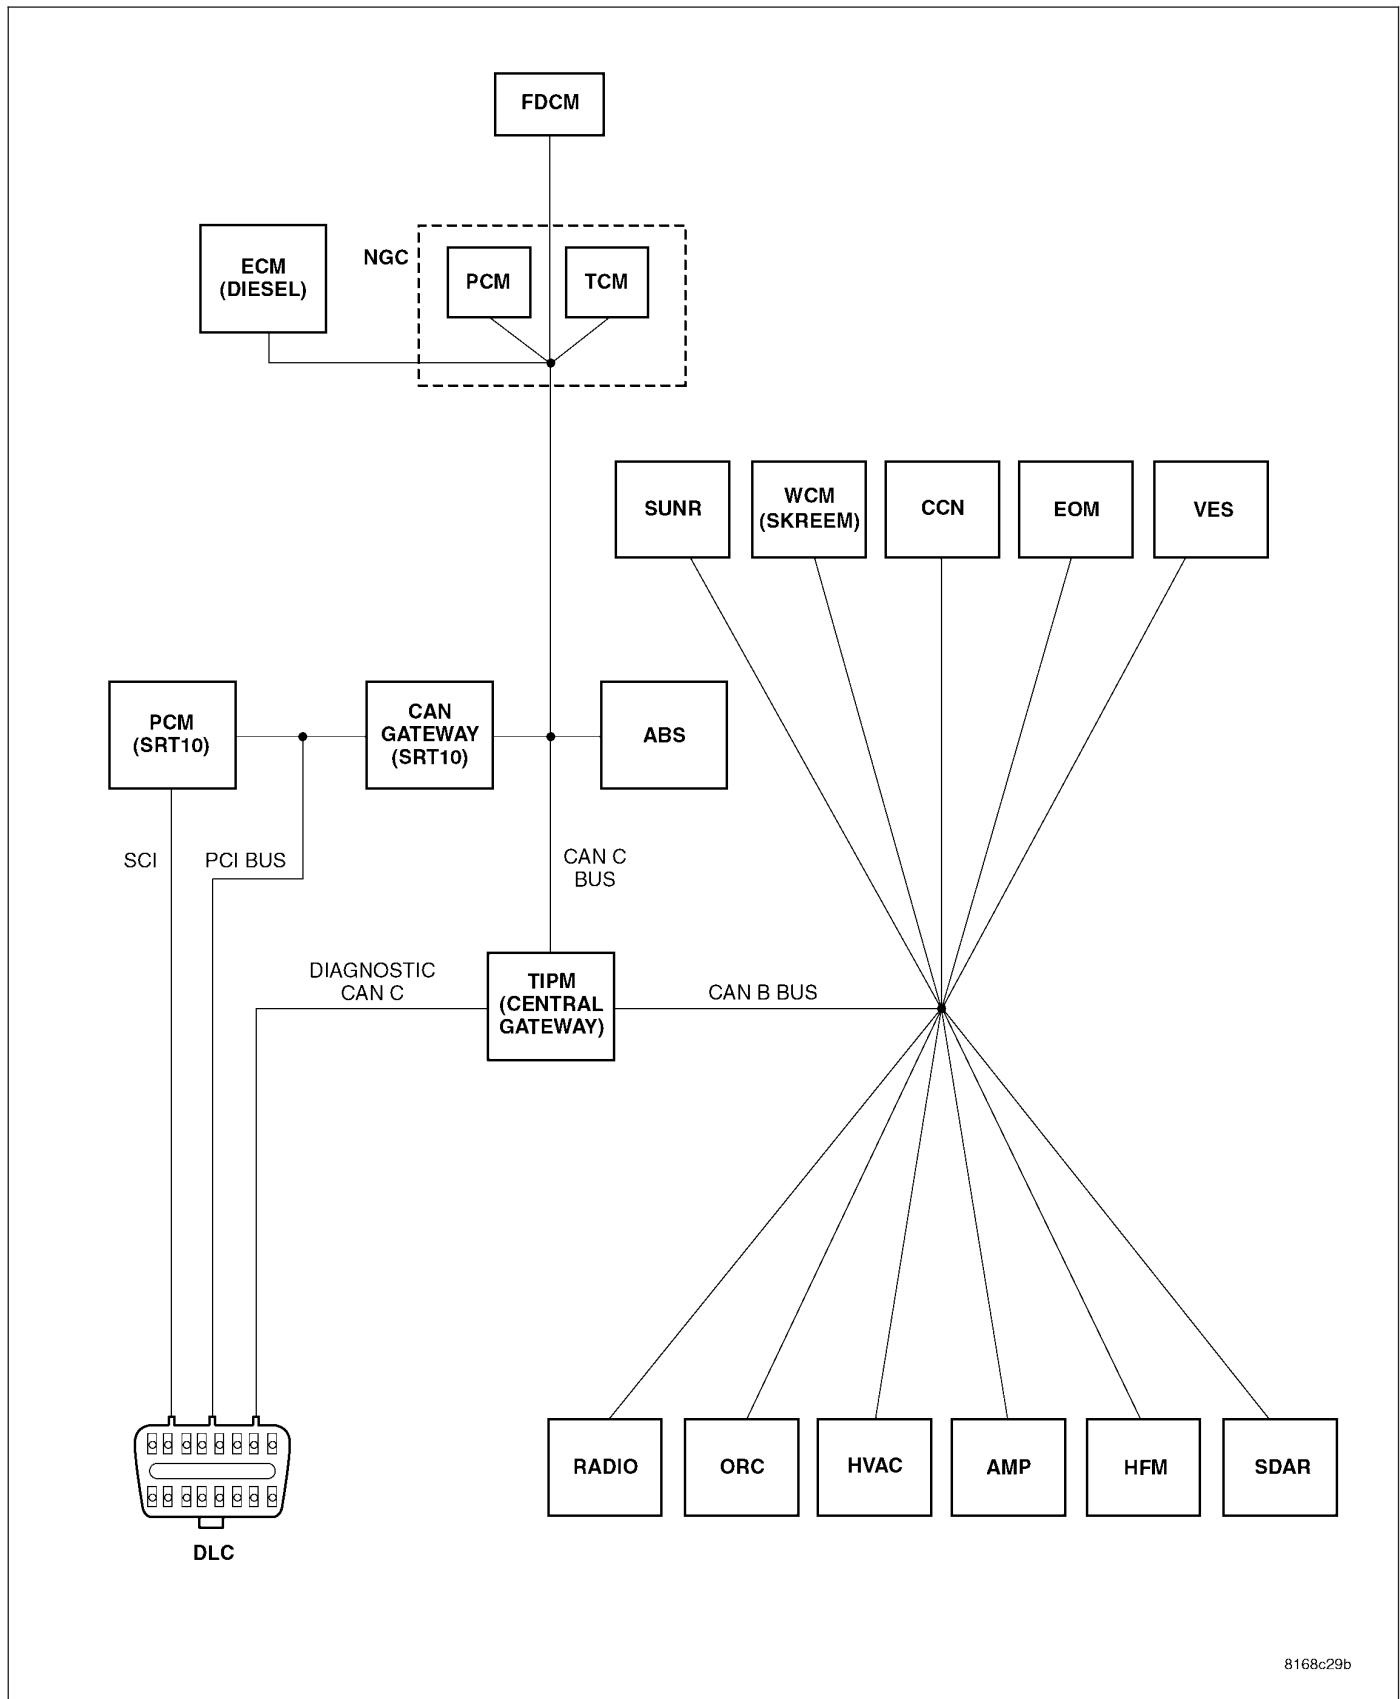 FDCM
ECM
(DIESEL)
NGC
PCM
TCM
SUNR
WCM
(SKREEM)
CCN
EOM
VES
PCM
(SRT10)
CAN
GATEWAY
(SRT10)
ABS
SCI
PCI BUS
CAN C
BUS
DIAGNOSTIC
CAN C
TIPM
(CENTRAL
GATEWAY)
CAN B BUS
RADIO
ORC
HVAC
AMP
HFM
SDAR
DLC
8168c29b